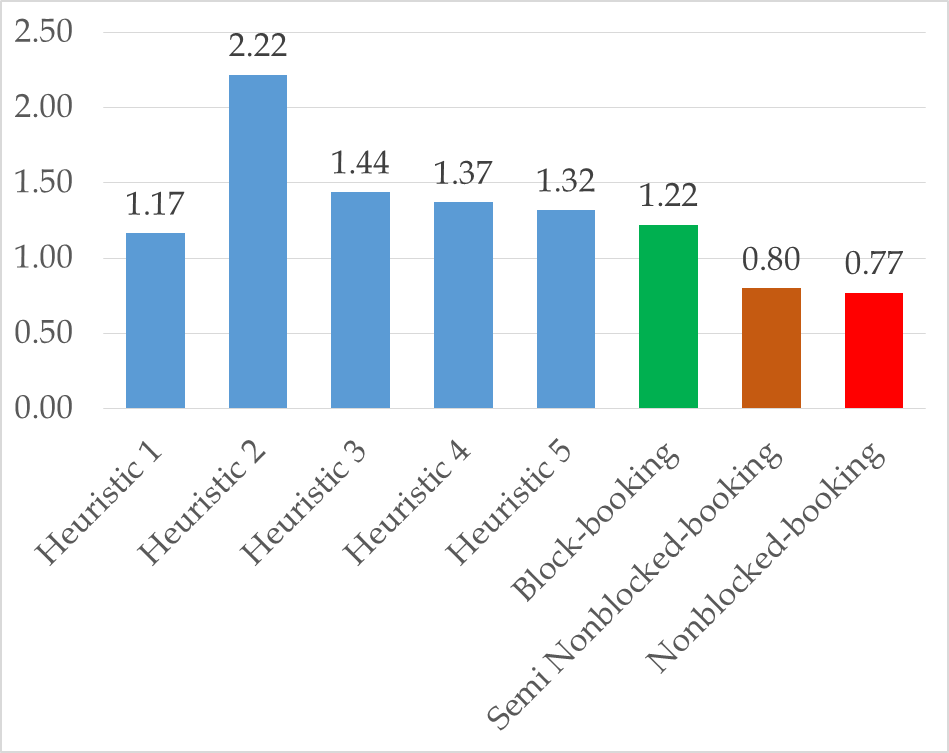 2.50
2.00
1.50
1.00
0.50
0.00
1.17
2.22
1.44
1.37
1.32
1.22
0.80
0.77
Heuristic 1
Heuristic 2
Heuristic 3
Heuristic 4
Heuristic 5
Block-booking
Semi Nonblocked-booking
Nonblocked-booking